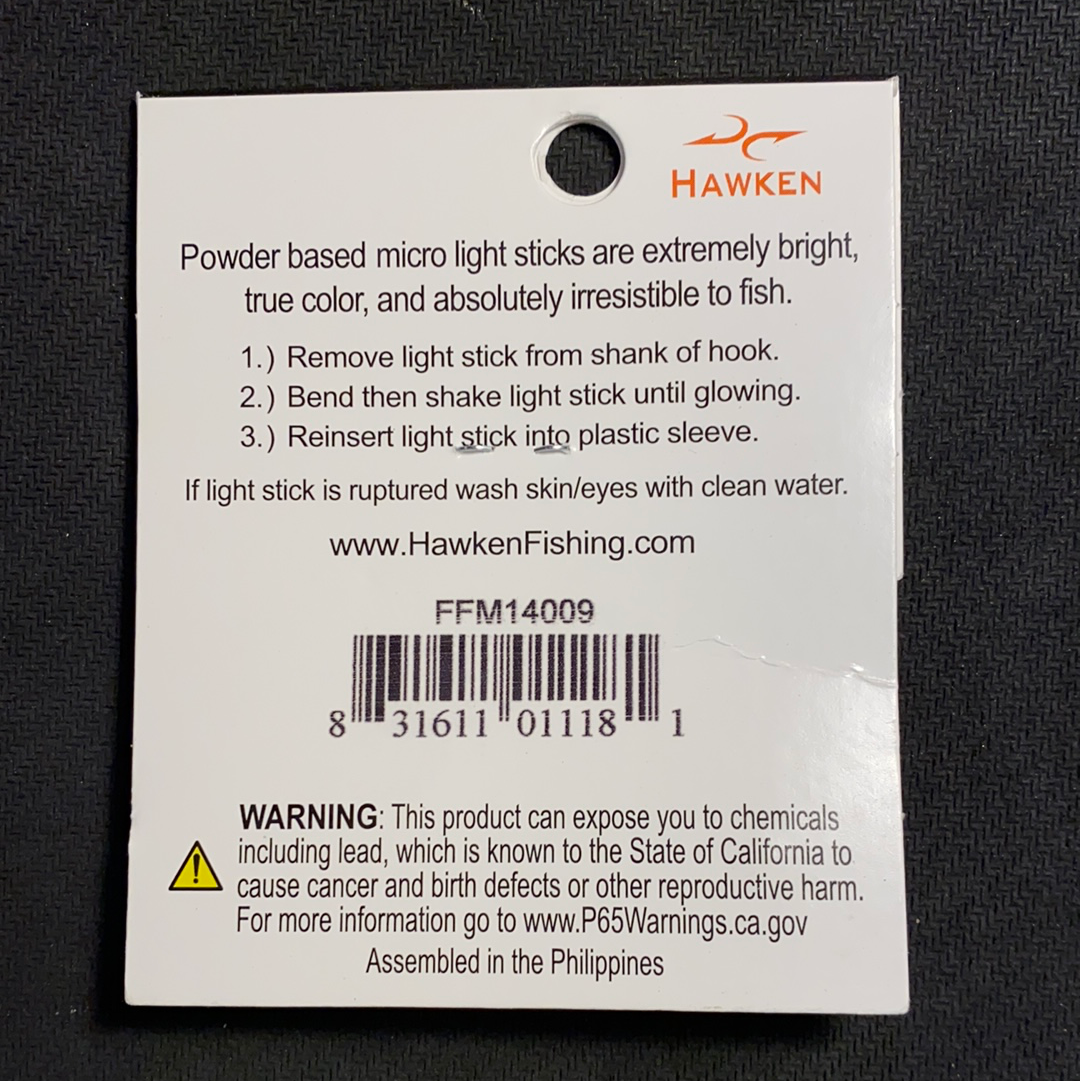 HAWKEN
Powder based micro light sticks are extremely bright,
true color, and absolutely irresistible to fish.
1.) Remove light stick from shank of hook.
2.) Bend then shake light stick until glowing.
3.) Reinsert light stick into plastic sleeve.
If light stick is ruptured wash skin/eyes with clean water.
www.HawkenFishing.com
FFM14009
8 31611 01118 1
WARNING: This product can expose you to chemicals
including lead, which is known to the State of California to
cause cancer and birth defects or other reproductive harm.
For more information go to www.P65Warnings.ca.gov
Assembled in the Philippines